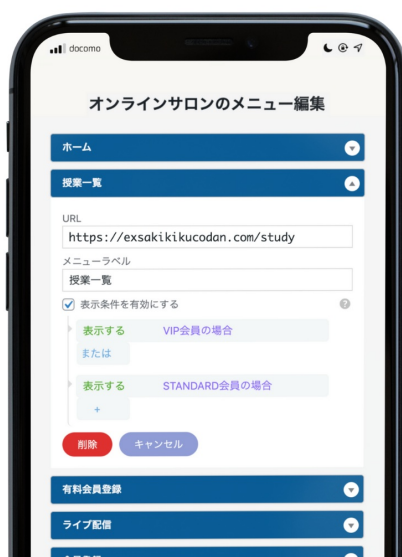 docomo
オンラインサロンのメニュー編集
ホーム
授業一覧
URL
https://exsakikikucodan.com/study
メニューラベル
授業一覧
表示条件を有効にする
?
表示する VIP会員の場合
または
表示する STANDARD会員の場合
+
削除 キャンセル
有料会員登録
ライブ配信